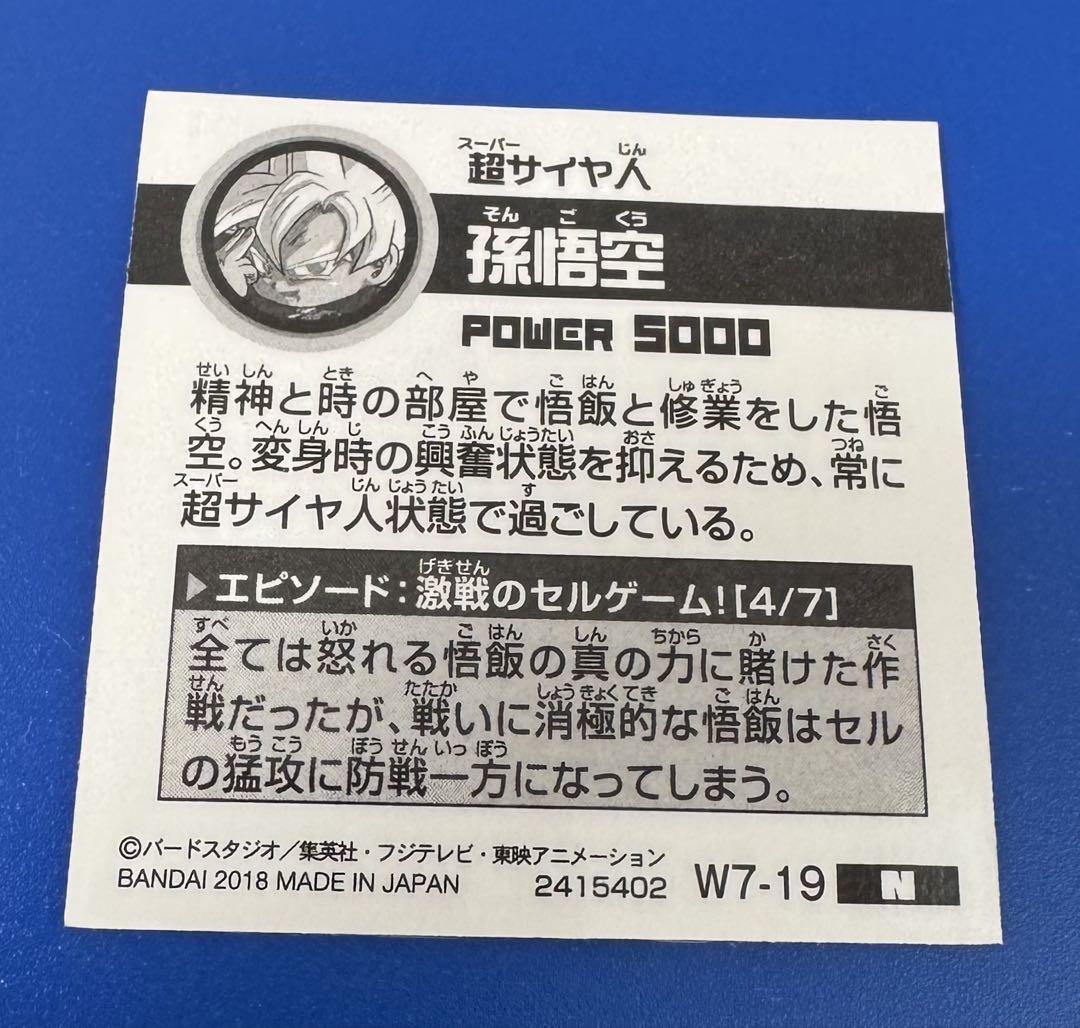 超サイヤ人
孫悟空
POWER 5000
精神と時の部屋で悟飯と修業をした悟
空。変身時の興奮状態を抑えるため、常に
超サイヤ人状態で過ごしている。
▶エピソード:激戦のセルゲーム![4/7]
全ては怒れる悟飯の真の力に賭けた作
戦だったが、戦いに消極的な悟飯はセル
の猛攻に防戦一方になってしまう。
©バードスタジオ/集英社・フジテレビ・東映アニメーション
BANDAI 2018 MADE IN JAPAN 2415402 W7-19 N